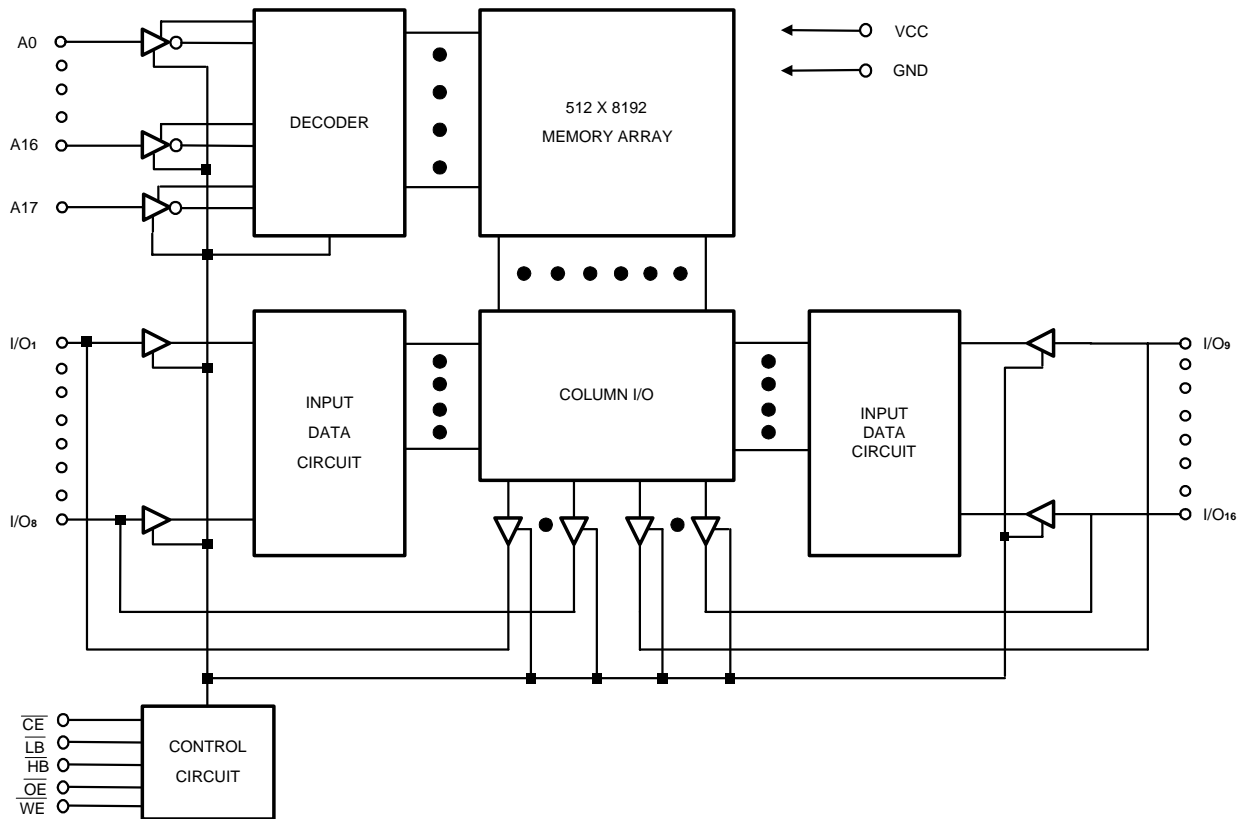 A0
VCC
GND
DECODER
512 X 8192
MEMORY ARRAY
A16
A17
I/O1
I/O9
INPUT
DATA
CIRCUIT
COLUMN I/O
INPUT
DATA
CIRCUIT
I/O8
I/O16
CE
LB
HB
OE
WE
CONTROL
CIRCUIT